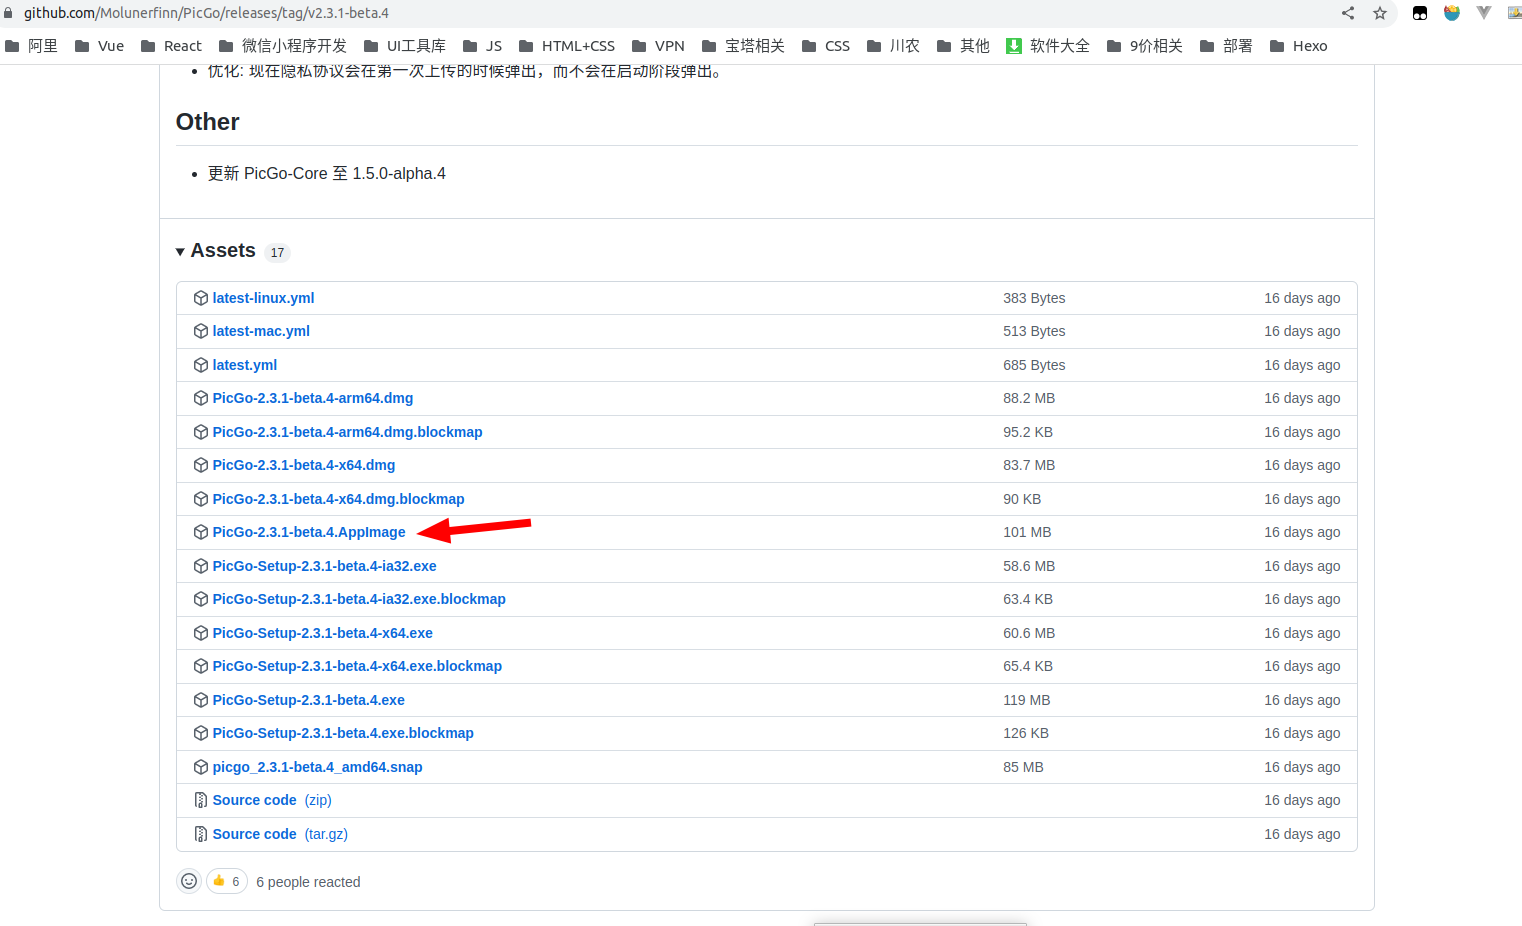 github.com/Molunerfinn/PicGo/releases/tag/v2.3.1-beta.4
阿里 Vue React 微信小程序开发 UI工具库 JS HTML+CSS VPN 宝塔相关 CSS 川农 其他 软件大全 9价相关 部署 Hexo
优化: 现在隐私协议会在第一次上传的时候弹出，而不会在启动阶段弹出。
Other
更新 PicGo-Core 至 1.5.0-alpha.4
Assets 17
latest-linux.yml 383 Bytes 16 days ago
latest-mac.yml 513 Bytes 16 days ago
latest.yml 685 Bytes 16 days ago
PicGo-2.3.1-beta.4-arm64.dmg 88.2 MB 16 days ago
PicGo-2.3.1-beta.4-arm64.dmg.blockmap 95.2 KB 16 days ago
PicGo-2.3.1-beta.4-x64.dmg 83.7 MB 16 days ago
PicGo-2.3.1-beta.4-x64.dmg.blockmap 90 KB 16 days ago
PicGo-2.3.1-beta.4.AppImage 101 MB 16 days ago
PicGo-Setup-2.3.1-beta.4-ia32.exe 58.6 MB 16 days ago
PicGo-Setup-2.3.1-beta.4-ia32.exe.blockmap 63.4 KB 16 days ago
PicGo-Setup-2.3.1-beta.4-x64.exe 60.6 MB 16 days ago
PicGo-Setup-2.3.1-beta.4-x64.exe.blockmap 65.4 KB 16 days ago
PicGo-Setup-2.3.1-beta.4.exe 119 MB 16 days ago
PicGo-Setup-2.3.1-beta.4.exe.blockmap 126 KB 16 days ago
picgo_2.3.1-beta.4_amd64.snap 85 MB 16 days ago
Source code (zip) 16 days ago
Source code (tar.gz) 16 days ago
6 6 people reacted